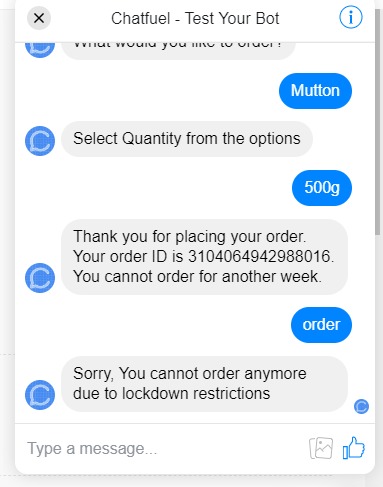 Chatfuel - Test Your Bot
What would you like to order?
Mutton
Select Quantity from the options
500g
Thank you for placing your order.
Your order ID is 3104064942988016.
You cannot order for another week.
order
Sorry, You cannot order anymore
due to lockdown restrictions
Type a message...